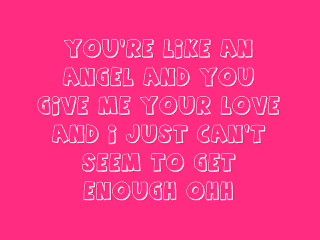 YOU'RE LiKE AN
ANGEL AND YOU
GiVE ME YOUR LOVE
AND i JUST CAN'T
SEEM TO GET
ENOUGH OHH